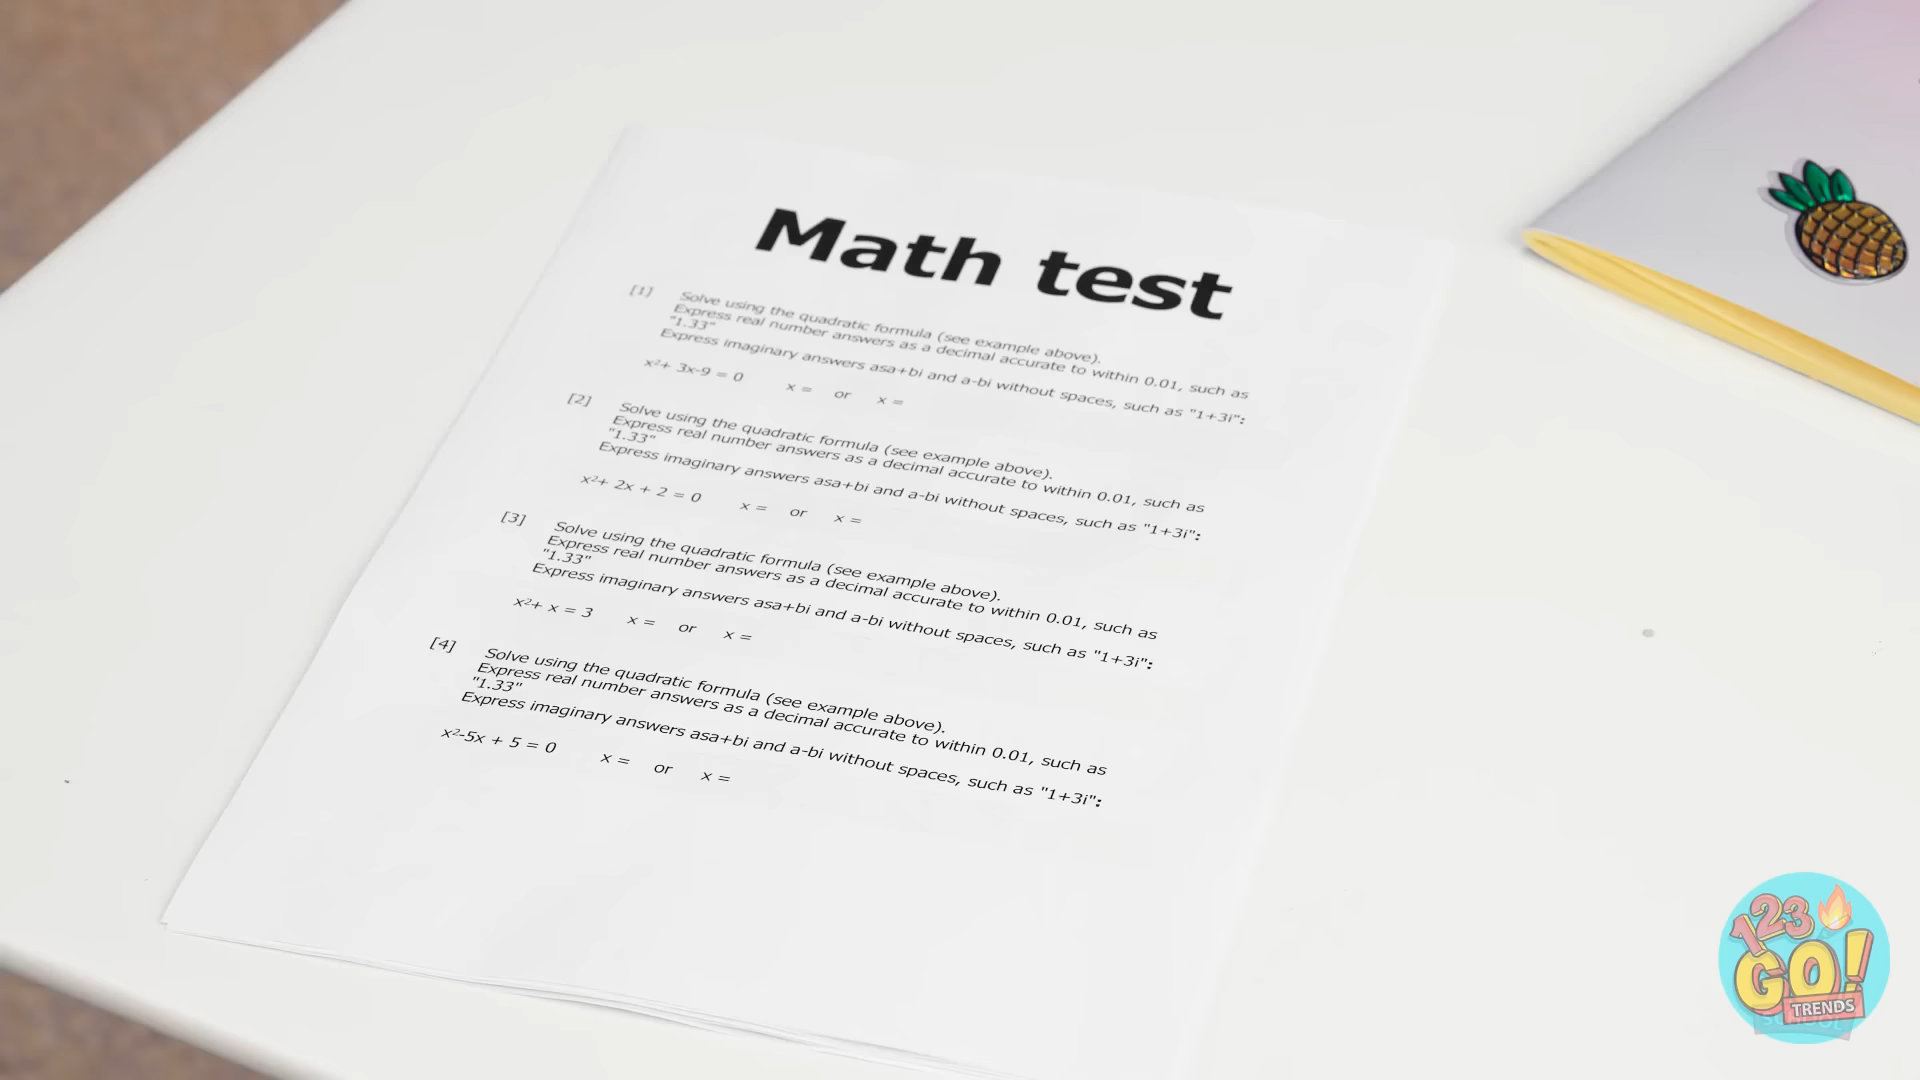 Math test
[1] Solve using the quadratic formula (see example above).
Express real number answers as a decimal accurate to within 0.01, such as
"1.33"
Express imaginary answers asa+bi and a-bi without spaces, such as "1+3i":
x²+ 3x-9 = 0 x = or x =
[2] Solve using the quadratic formula (see example above).
Express real number answers as a decimal accurate to within 0.01, such as
"1.33"
Express imaginary answers asa+bi and a-bi without spaces, such as "1+3i":
x²+ 2x + 2 = 0 x = or x =
[3] Solve using the quadratic formula (see example above).
Express real number answers as a decimal accurate to within 0.01, such as
"1.33"
Express imaginary answers asa+bi and a-bi without spaces, such as "1+3i":
x²+ x = 3 x = or x =
[4] Solve using the quadratic formula (see example above).
Express real number answers as a decimal accurate to within 0.01, such as
"1.33"
Express imaginary answers asa+bi and a-bi without spaces, such as "1+3i":
x²-5x + 5 = 0 x = or x =
123
GO!
TRENDS
SCHOOL